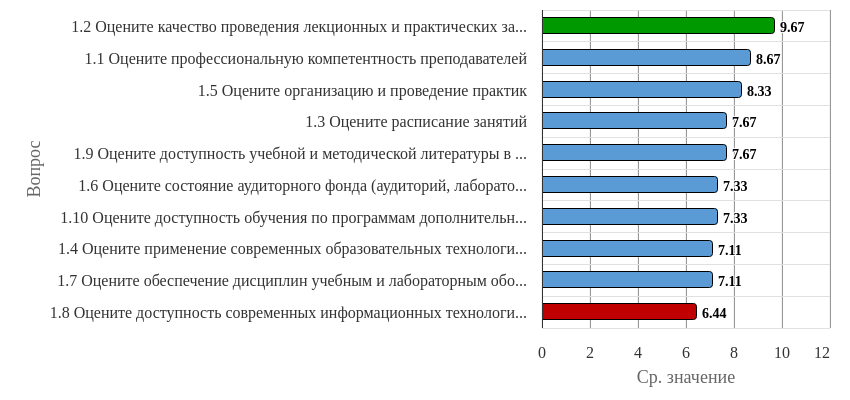 1.2 Оцените качество проведения лекционных и практических за... 9.67
1.1 Оцените профессиональную компетентность преподавателей 8.67
1.5 Оцените организацию и проведение практик 8.33
1.3 Оцените расписание занятий 7.67
1.9 Оцените доступность учебной и методической литературы в ... 7.67
1.6 Оцените состояние аудиторного фонда (аудиторий, лаборато... 7.33
1.10 Оцените доступность обучения по программам дополнительн... 7.33
1.4 Оцените применение современных образовательных технологи... 7.11
1.7 Оцените обеспечение дисциплин учебным и лабораторным обо... 7.11
1.8 Оцените доступность современных информационных технологи... 6.44
Вопрос
0 2 4 6 8 10 12
Ср. значение